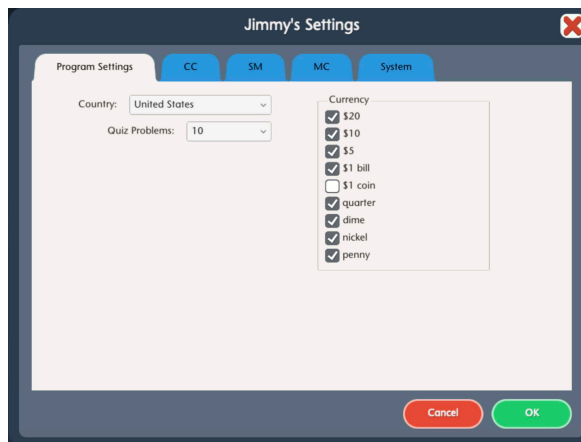 Jimmy's Settings
Program Settings
CC
SM
MC
System
Country: United States
Quiz Problems: 10
Currency
$20
$10
$5
$1 bill
$1 coin
quarter
dime
nickel
penny
Cancel
OK